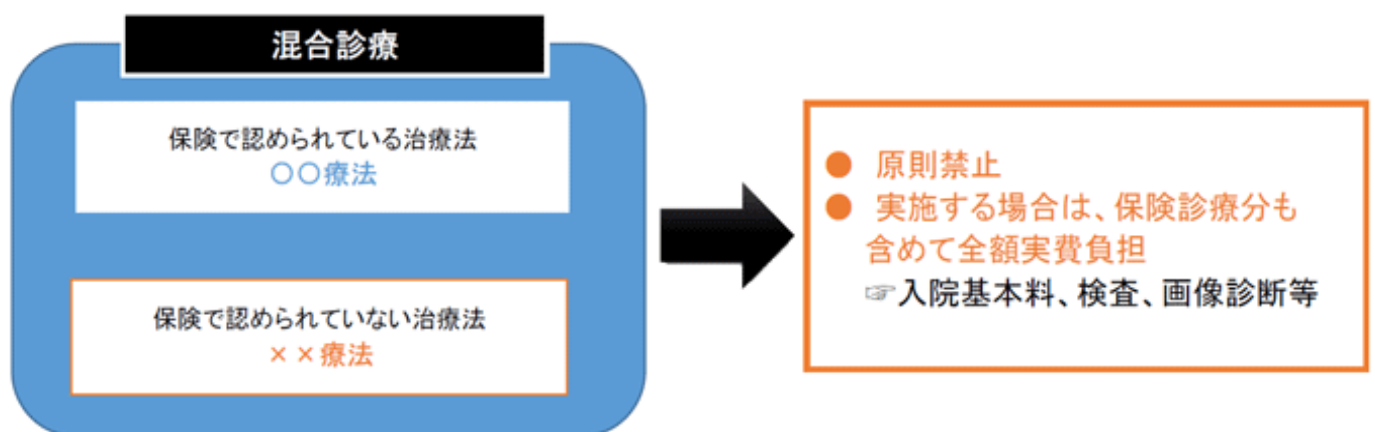 混合診療
保険で認められている治療法
〇〇療法
保険で認められていない治療法
××療法
● 原則禁止
● 実施する場合は、保険診療分も
含めて全額実費負担
☞入院基本料、検査、画像診断等